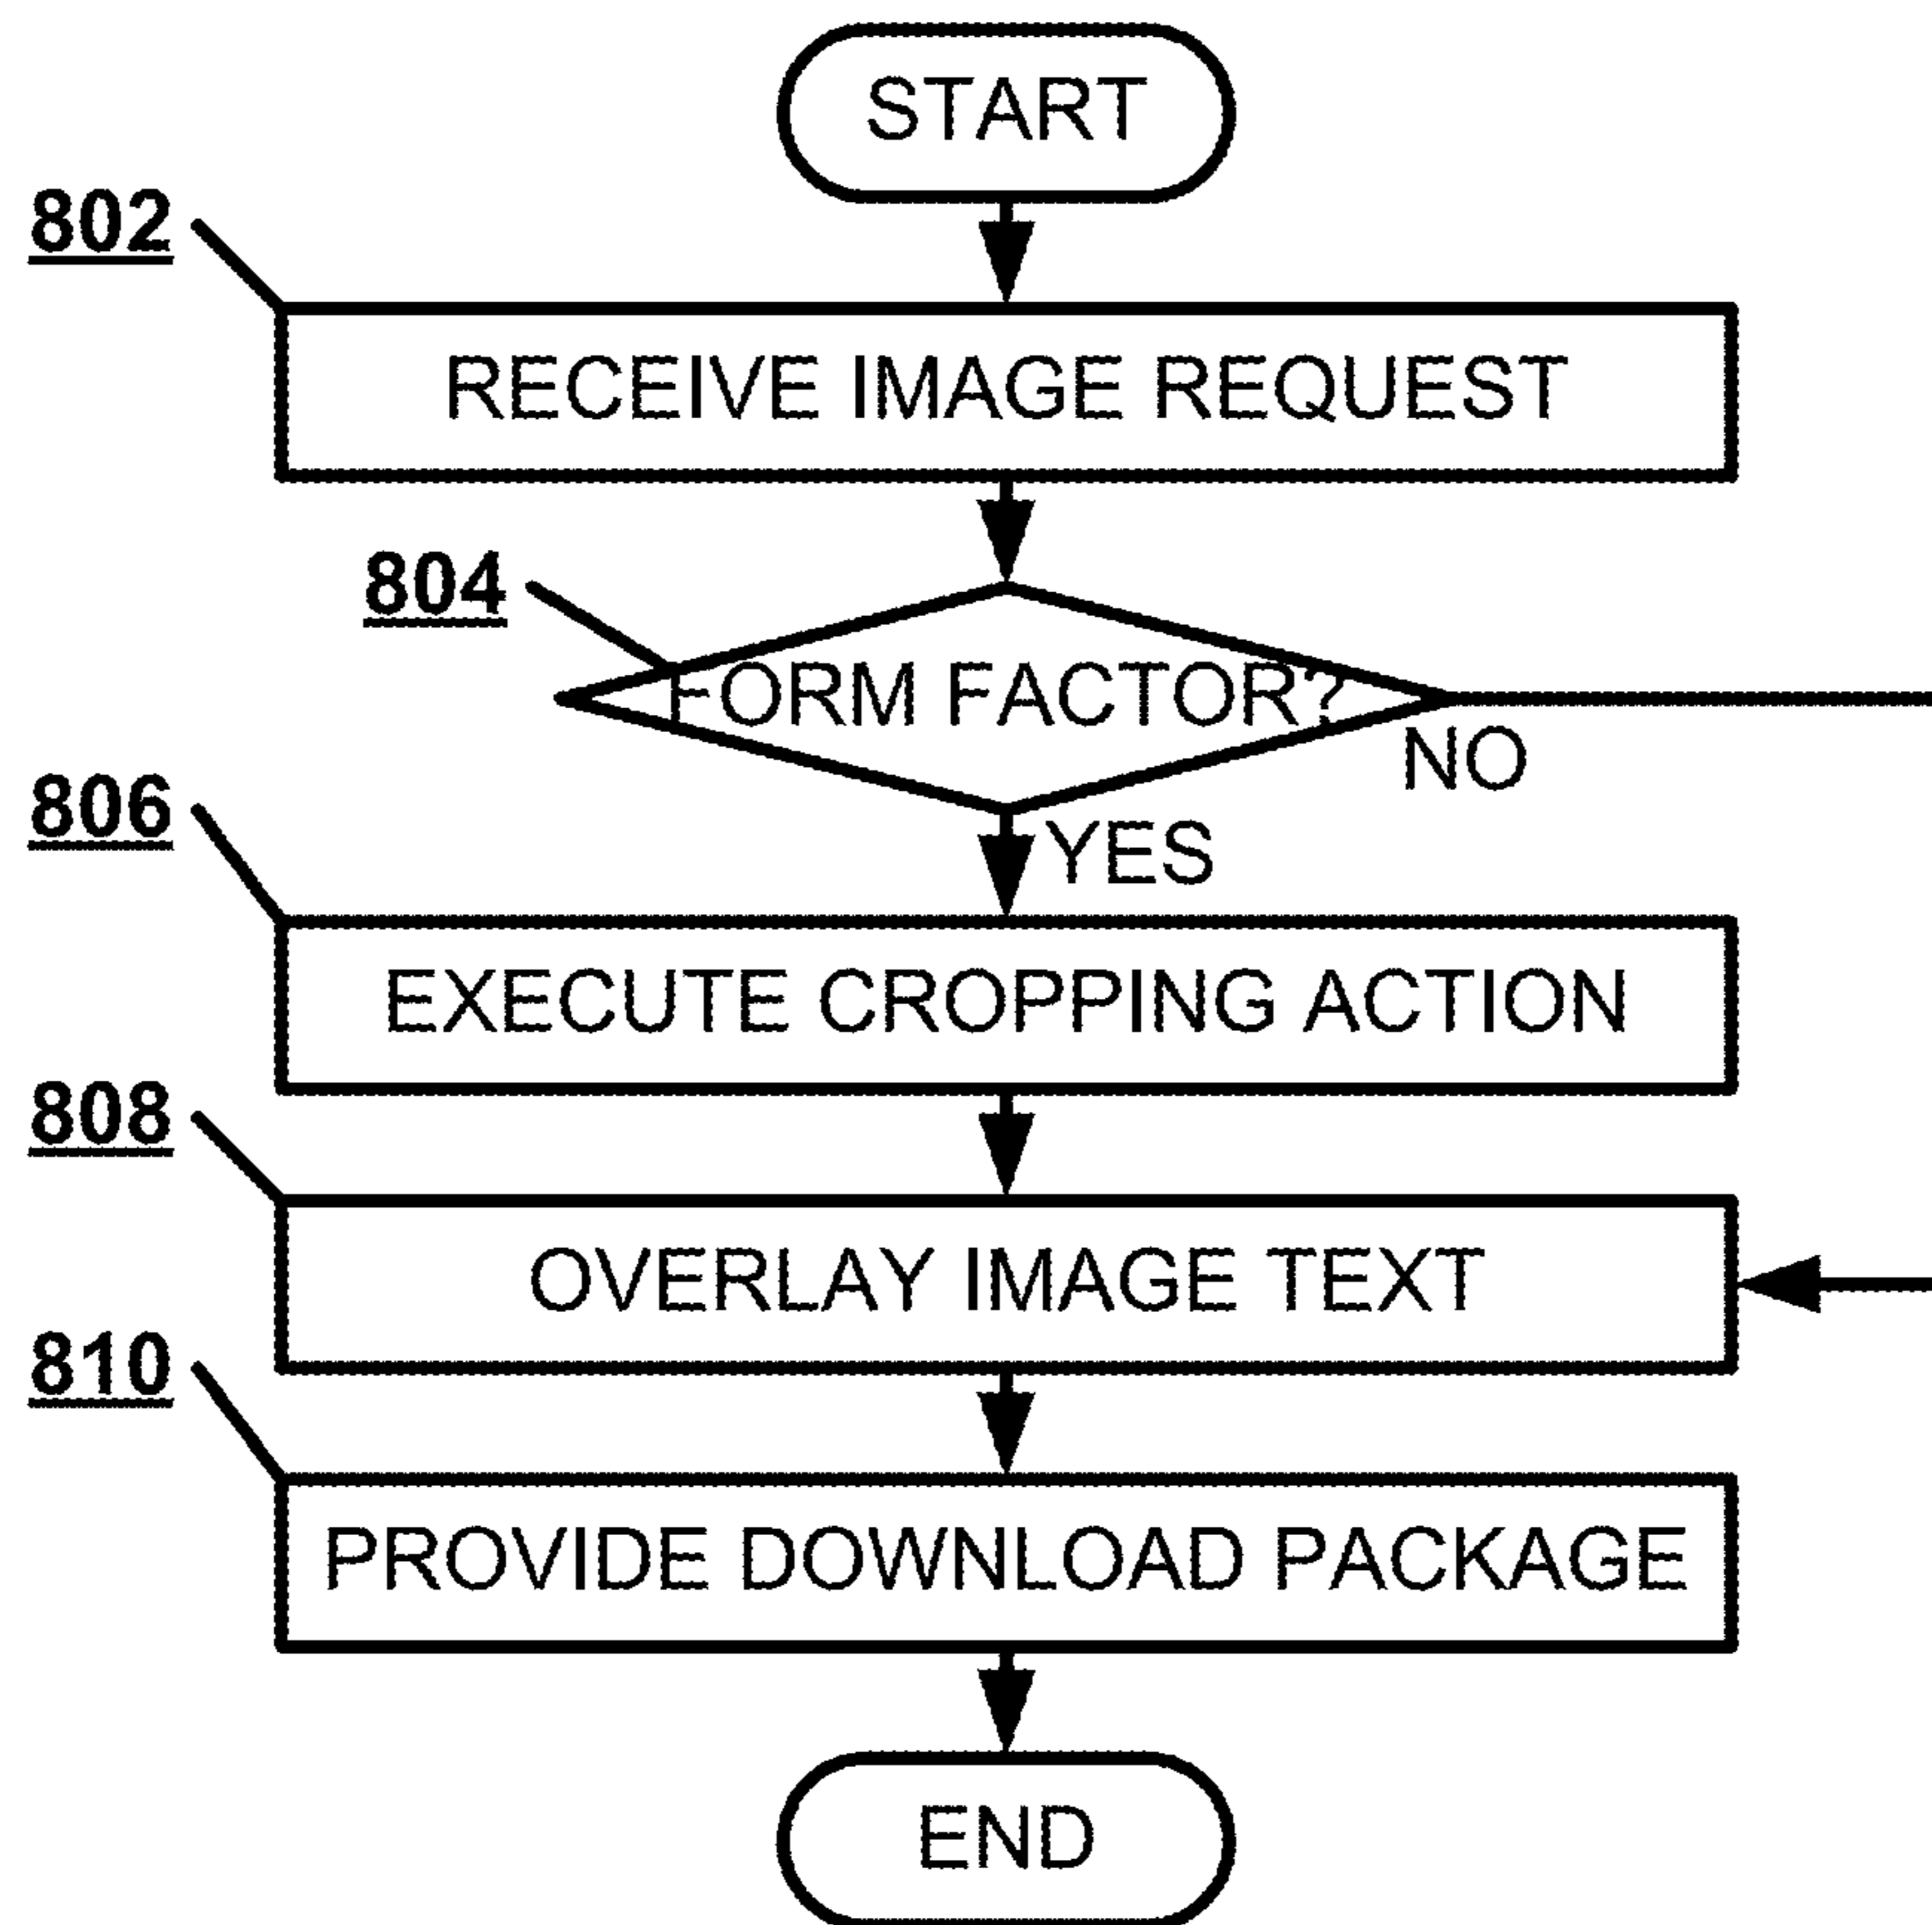 START
802
RECEIVE IMAGE REQUEST
804
FORM FACTOR?
NO
806
YES
EXECUTE CROPPING ACTION
808
OVERLAY IMAGE TEXT
810
PROVIDE DOWNLOAD PACKAGE
END